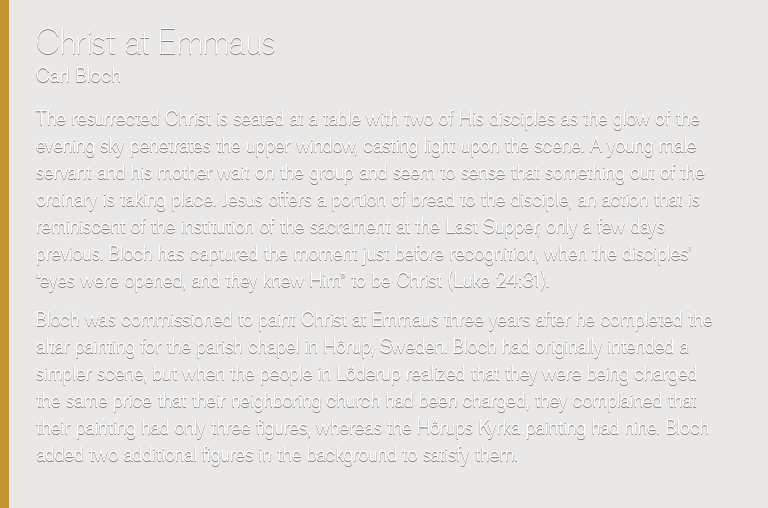 Christ at Emmaus
Carl Bloch
The resurrected Christ is seated at a table with two of His disciples as the glow of the
evening sky penetrates the upper window, casting light upon the scene. A young male
servant and his mother wait on the group and seem to sense that something out of the
ordinary is taking place. Jesus offers a portion of bread to the disciple, an action that is
reminiscent of the institution of the sacrament at the Last Supper, only a few days
previous. Bloch has captured the moment just before recognition, when the disciples'
"eyes were opened, and they knew Him" to be Christ (Luke 24:31).
Bloch was commissioned to paint Christ at Emmaus three years after he completed the
altar painting for the parish chapel in Hörup, Sweden. Bloch had originally intended a
simpler scene, but when the people in Löderup realized that they were being charged
the same price that their neighboring church had been charged, they complained that
their painting had only three figures, whereas the Hörups Kyrka painting had nine. Bloch
added two additional figures in the background to satisfy them.